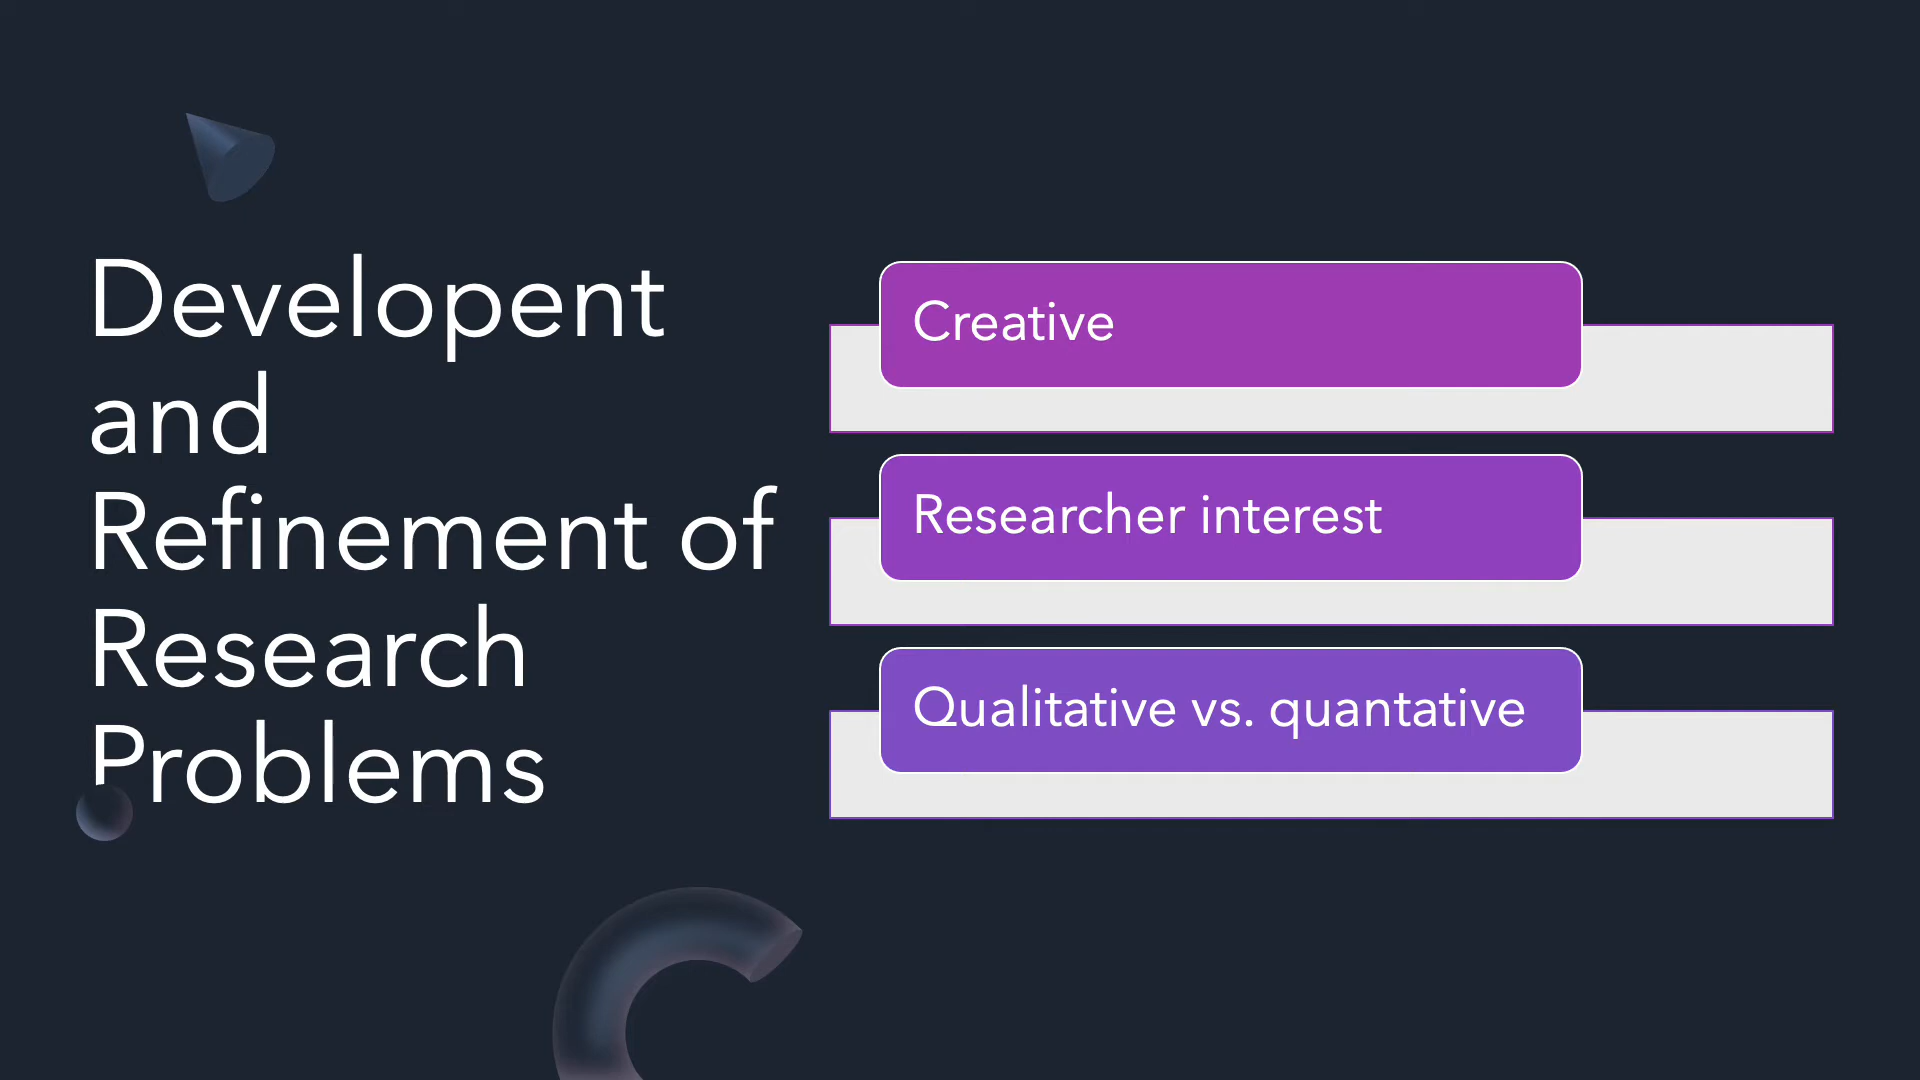 Developent
and
Refinement of
Research
Problems
Creative
Researcher interest
Qualitative vs. quantative